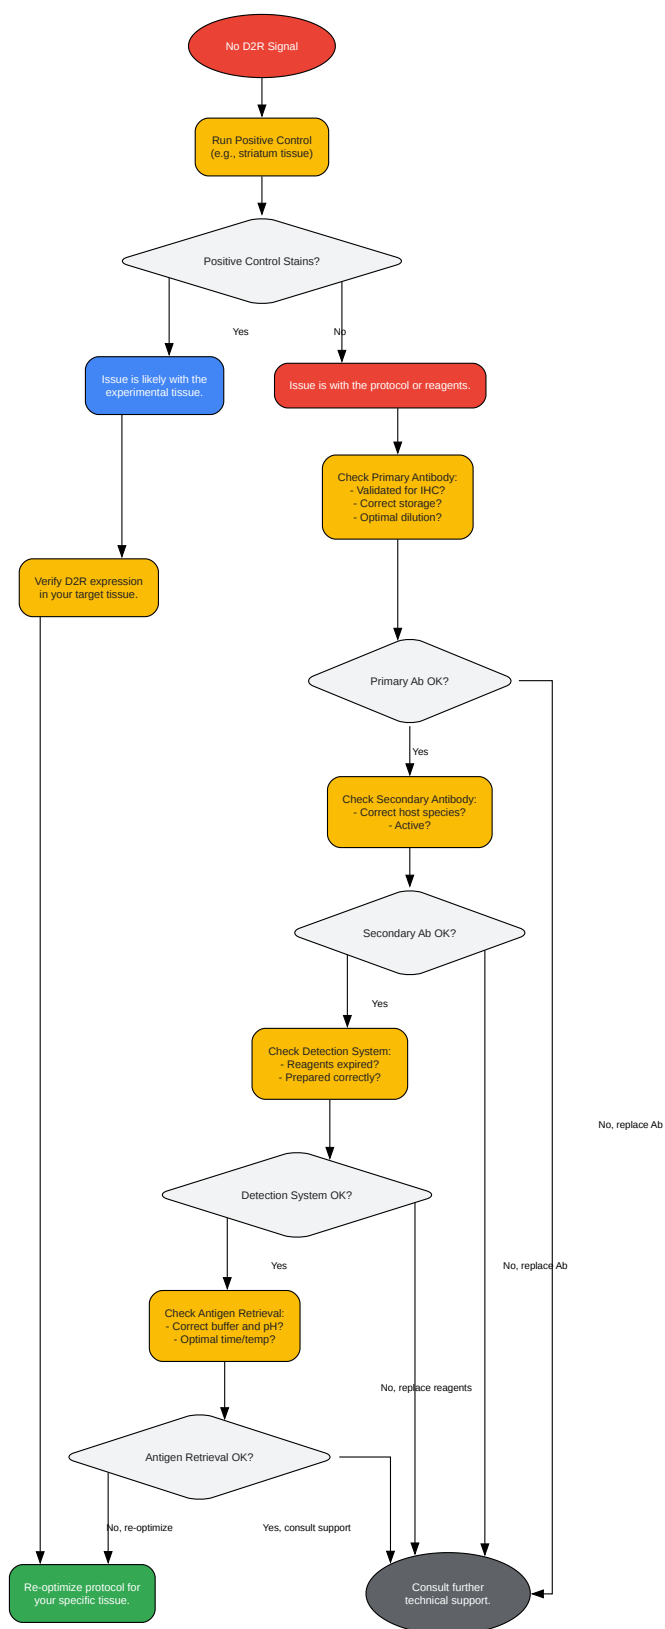 No D2R Signal
Run Positive Control
(e.g., striatum tissue)
Positive Control Stains?
Yes
No
Issue is likely with the
experimental tissue.
Issue is with the protocol or reagents.
Check Primary Antibody:
- Validated for IHC?
- Correct storage?
- Optimal dilution?
Verify D2R expression
in your target tissue.
Primary Ab OK?
Yes
Check Secondary Antibody:
- Correct host species?
- Active?
Secondary Ab OK?
Yes
Check Detection System:
- Reagents expired?
- Prepared correctly?
No, replace Ab
Detection System OK?
Yes
No, replace Ab
Check Antigen Retrieval:
- Correct buffer and pH?
- Optimal time/temp?
No, replace reagents
Antigen Retrieval OK?
No, re-optimize
Yes, consult support
Re-optimize protocol for
your specific tissue.
Consult further
technical support.